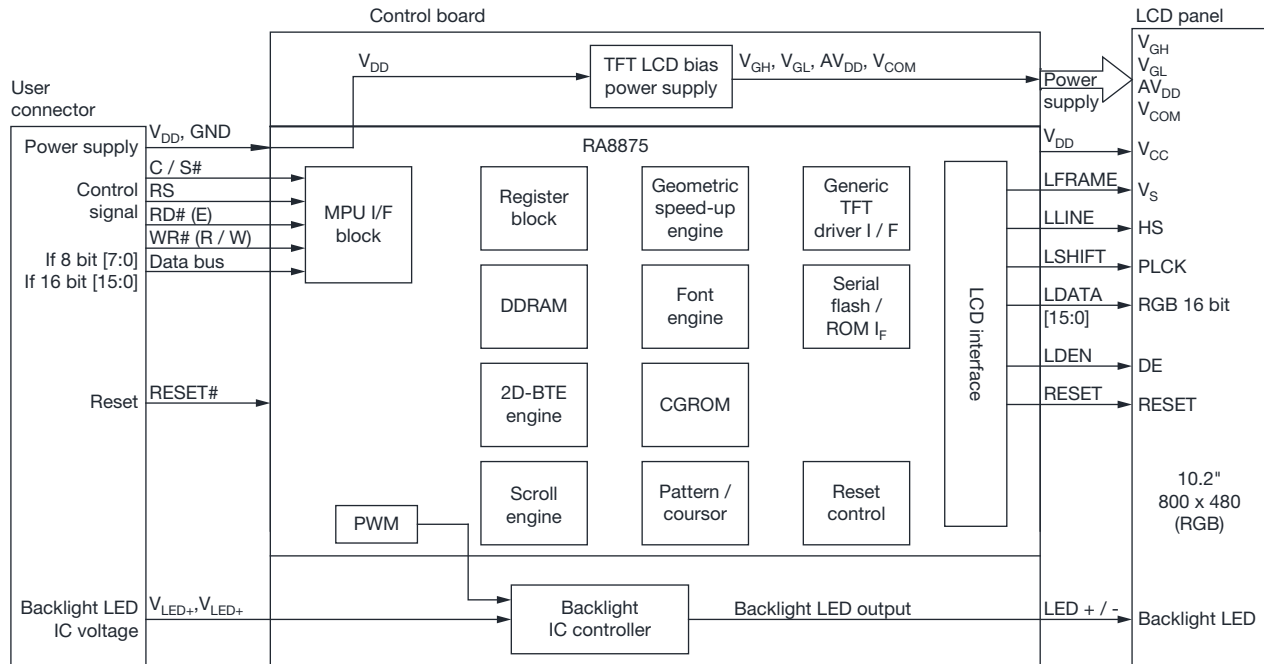 Control board
LCD panel
User
connector
Power supply
Control
signal
If 8 bit [7:0]
If 16 bit [15:0]
Reset
Backlight LED
IC voltage
V_DD, GND
C / S#
RS
RD# (E)
WR# (R / W)
Data bus
RESET#
V_LED+, V_LED+
V_DD
TFT LCD bias
power supply
V_GH, V_GL, AV_DD, V_COM
RA8875
MPU I/F
block
Register
block
Geometric
speed-up
engine
Generic
TFT
driver I / F
DDRAM
Font
engine
Serial
flash /
ROM I_F
2D-BTE
engine
CGROM
Scroll
engine
Pattern /
coursor
Reset
control
PWM
LCD interface
Backlight
IC controller
Backlight LED output
Power
supply
V_DD
LFRAME
LLINE
LSHIFT
LDATA
[15:0]
LDEN
RESET
LED + / -
V_GH
V_GL
AV_DD
V_COM
V_CC
V_S
HS
PLCK
RGB 16 bit
DE
RESET
10.2"
800 x 480
(RGB)
Backlight LED